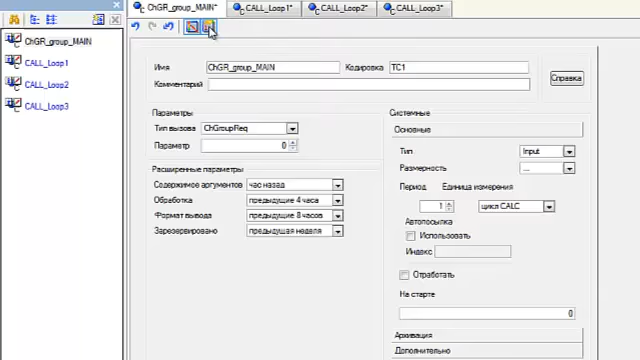 ChGR_group_MAIN* CALL_Loop1* CALL_Loop2* CALL_Loop3*
ChGR_group_MAIN
CALL_Loop1
CALL_Loop2
CALL_Loop3
Имя ChGR_group_MAIN Кодировка TC1
Справка
Комментарий
Параметры Системные
Тип вызова ChGroupReq Основные
Параметр 0
Тип Input
Расширенные параметры Размерность ...
Содержимое аргументов час назад Период Единица измерения
Обработка предыдущие 4 часа 1 цикл CALC
Формат вывода предыдущие 8 часов Автопосылка
Зарезервировано предыдущая неделя Использовать
Индекс
Отработать
На старте
0
Архивация
Дополнительно